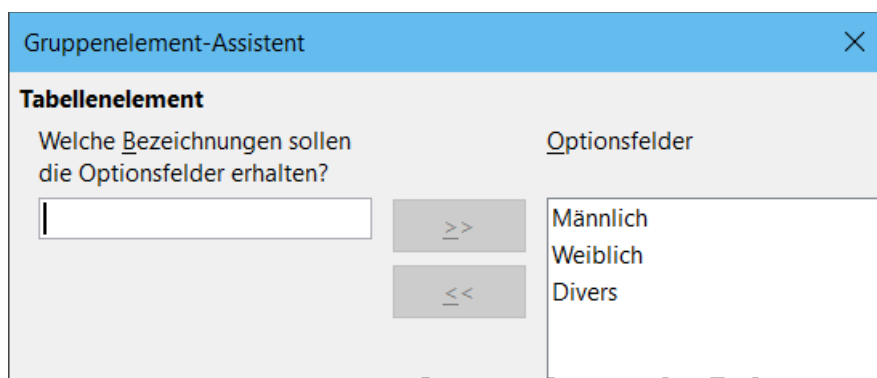 Gruppenelement-Assistent
Tabellenelement
Welche Bezeichnungen sollen
die Optionsfelder erhalten?
Optionsfelder
>>
<<
Männlich
Weiblich
Divers